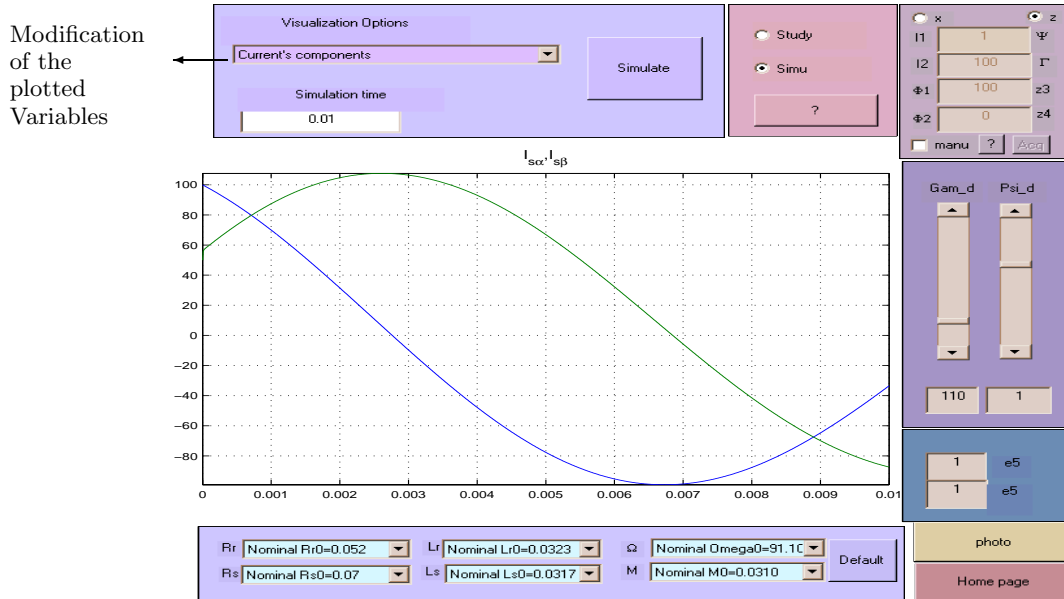 Modification
of the
plotted
Variables
Visualization Options
Current's components
Simulation time
0.01
Simulate
Study
Simu
?
x
z
I1 1 Ψ
I2 100 Γ
Φ1 100 z3
Φ2 0 z4
manu ? Acq
I_sα,I_sβ
100
80
60
40
20
0
−20
−40
−60
−80
0 0.001 0.002 0.003 0.004 0.005 0.006 0.007 0.008 0.009 0.01
Gam_d Psi_d
110 1
1 e5
1 e5
Rr Nominal Rr0=0.052 Lr Nominal Lr0=0.0323 Ω Nominal Omega0=91.10
Rs Nominal Rs0=0.07 Ls Nominal Ls0=0.0317 M Nominal M0=0.0310
Default
photo
Home page